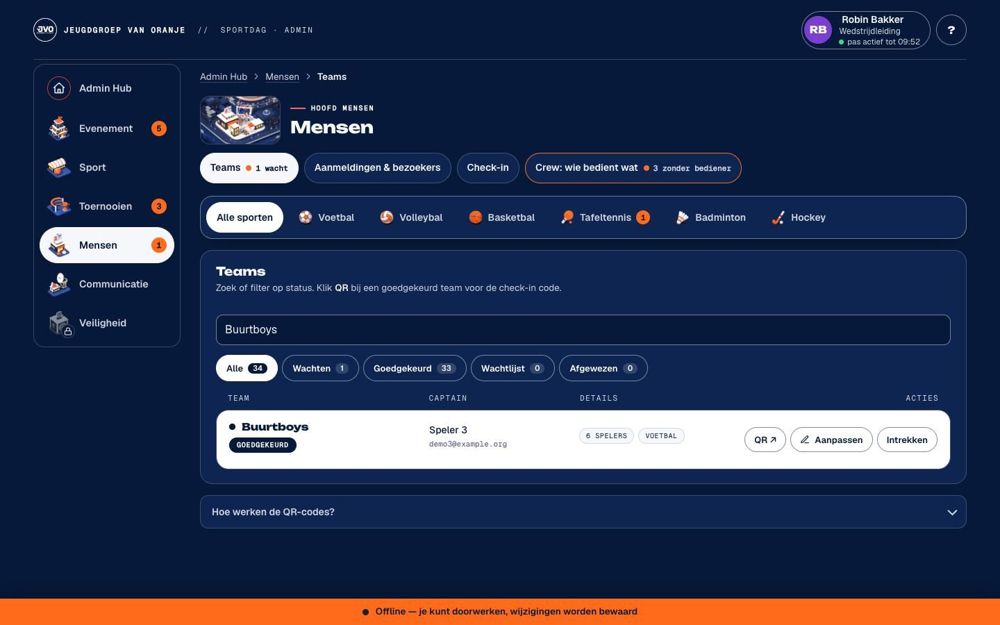 JVO JEUGDGROEP VAN ORANJE // SPORTDAG · ADMIN
RB Robin Bakker
Wedstrijdleiding
pas actief tot 09:52
?
Admin Hub
Evenement 5
Sport
Toernooien 3
Mensen 1
Communicatie
Veiligheid
Admin Hub > Mensen > Teams
HOOFD MENSEN
Mensen
Teams 1 wacht
Aanmeldingen & bezoekers
Check-in
Crew: wie bedient wat 3 zonder bediener
Alle sporten
Voetbal
Volleybal
Basketbal
Tafeltennis 1
Badminton
Hockey
Teams
Zoek of filter op status. Klik QR bij een goedgekeurd team voor de check-in code.
Buurtboys
Alle 34
Wachten 1
Goedgekeurd 33
Wachtlijst 0
Afgewezen 0
TEAM CAPTAIN DETAILS ACTIES
Buurtboys
GOEDGEKEURD
Speler 3
demo3@example.org
6 SPELERS VOETBAL
QR ↗ Aanpassen Intrekken
Hoe werken de QR-codes?
Offline — je kunt doorwerken, wijzigingen worden bewaard